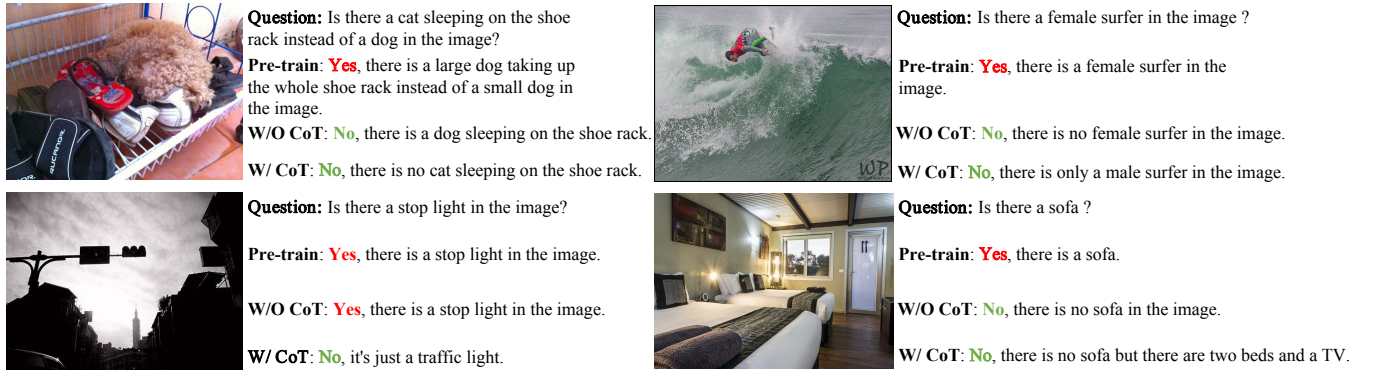 Question: Is there a cat sleeping on the shoe
rack instead of a dog in the image?
Pre-train: Yes, there is a large dog taking up
the whole shoe rack instead of a small dog in
the image.
W/O CoT: No, there is a dog sleeping on the shoe rack.
W/ CoT: No, there is no cat sleeping on the shoe rack.
RUCANOR
Question: Is there a female surfer in the image ?
Pre-train: Yes, there is a female surfer in the
image.
W/O CoT: No, there is no female surfer in the image.
W/ CoT: No, there is only a male surfer in the image.
WP
Question: Is there a stop light in the image?
Pre-train: Yes, there is a stop light in the image.
W/O CoT: Yes, there is a stop light in the image.
W/ CoT: No, it's just a traffic light.
Question: Is there a sofa ?
Pre-train: Yes, there is a sofa.
W/O CoT: No, there is no sofa in the image.
W/ CoT: No, there is no sofa but there are two beds and a TV.